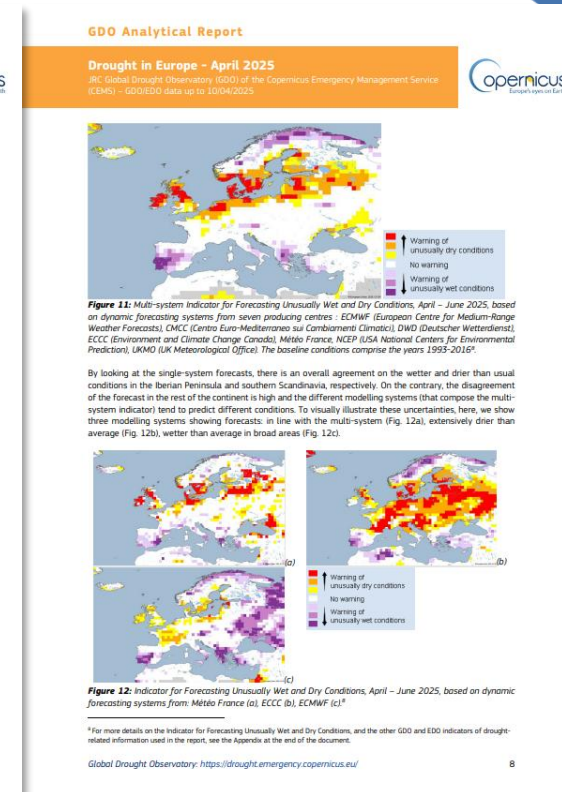 GDO Analytical Report
Drought in Europe – April 2025
JRC Global Drought Observatory (GDO) of the Copernicus Emergency Management Service
(CEMS) – GDO/EDO data up to 10/04/2025
opernicus
Europe's eyes on Earth
Warning of
unusually dry conditions
No warning
Warning of
unusually wet conditions
Figure 11: Multi-system Indicator for Forecasting Unusually Wet and Dry Conditions, April – June 2025, based
on dynamic forecasting systems from seven producing centres : ECMWF (European Centre for Medium-Range
Weather Forecasts), CMCC (Centro Euro-Mediterraneo sui Cambiamenti Climatici), DWD (Deutscher Wetterdienst),
ECCC (Environment and Climate Change Canada), Météo France, NCEP (USA National Centers for Environmental
Prediction), UKMO (UK Meteorological Office). The baseline conditions comprise the years 1993-2016⁸.
By looking at the single-system forecasts, there is an overall agreement on the wetter and drier than usual
conditions in the Iberian Peninsula and southern Scandinavia, respectively. On the contrary, the disagreement
of the forecast in the rest of the continent is high and the different modelling systems (that compose the multi-
system indicator) tend to predict different conditions. To visually illustrate these uncertainties, here, we show
three modelling systems showing forecasts: in line with the multi-system (Fig. 12a), extensively drier than
average (Fig. 12b), wetter than average in broad areas (Fig. 12c).
(a)
(b)
Warning of
unusually dry conditions
No warning
Warning of
unusually wet conditions
(c)
Figure 12: Indicator for Forecasting Unusually Wet and Dry Conditions, April – June 2025, based on dynamic
forecasting systems from: Météo France (a), ECCC (b), ECMWF (c).⁸
⁸ For more details on the Indicator for Forecasting Unusually Wet and Dry Conditions, and the other GDO and EDO indicators of drought-
related information used in the report, see the Appendix at the end of the document.
Global Drought Observatory: https://drought.emergency.copernicus.eu/
8